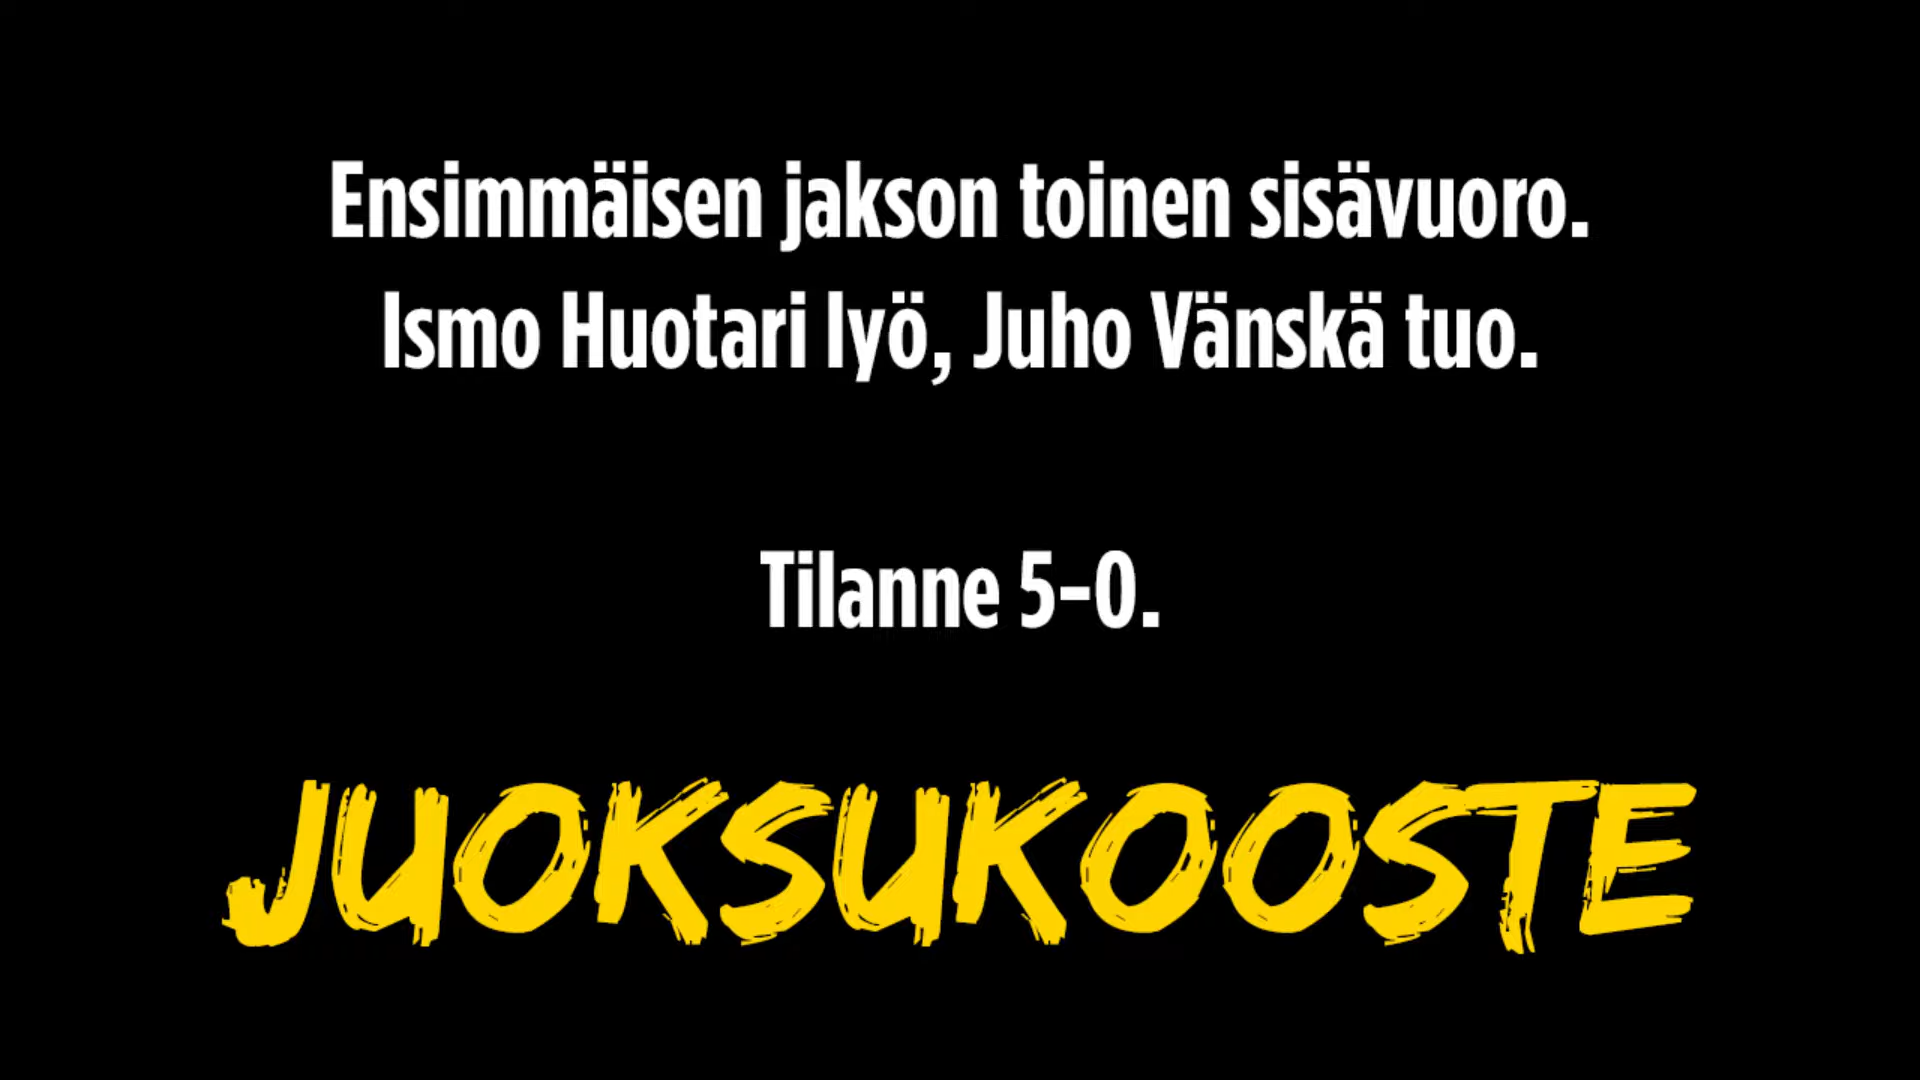 Ensimmäisen jakson toinen sisävuoro.
Ismo Huotari lyö, Juho Vänskä tuo.
Tilanne 5-0.
JUOKSUKOOSTE